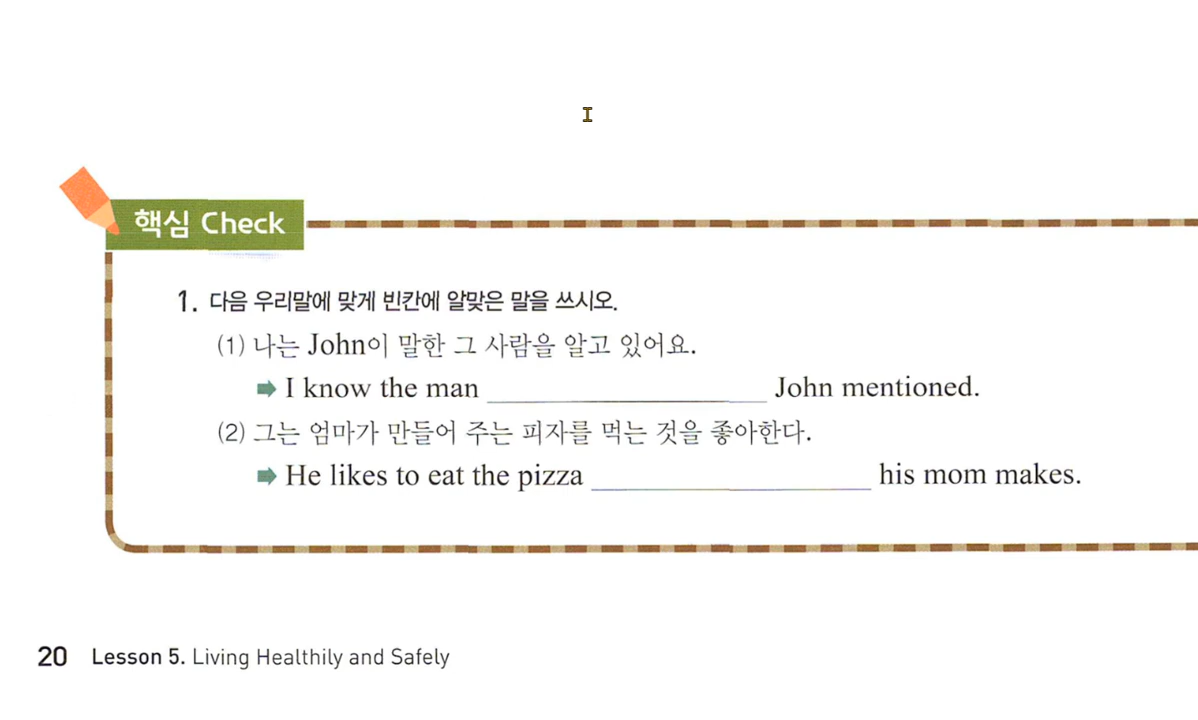 핵심 Check
1. 다음 우리말에 맞게 빈칸에 알맞은 말을 쓰시오.
(1) 나는 John이 말한 그 사람을 알고 있어요.
➡ I know the man ____________________ John mentioned.
(2) 그는 엄마가 만들어 주는 피자를 먹는 것을 좋아한다.
➡ He likes to eat the pizza ____________________ his mom makes.
20 Lesson 5. Living Healthily and Safely